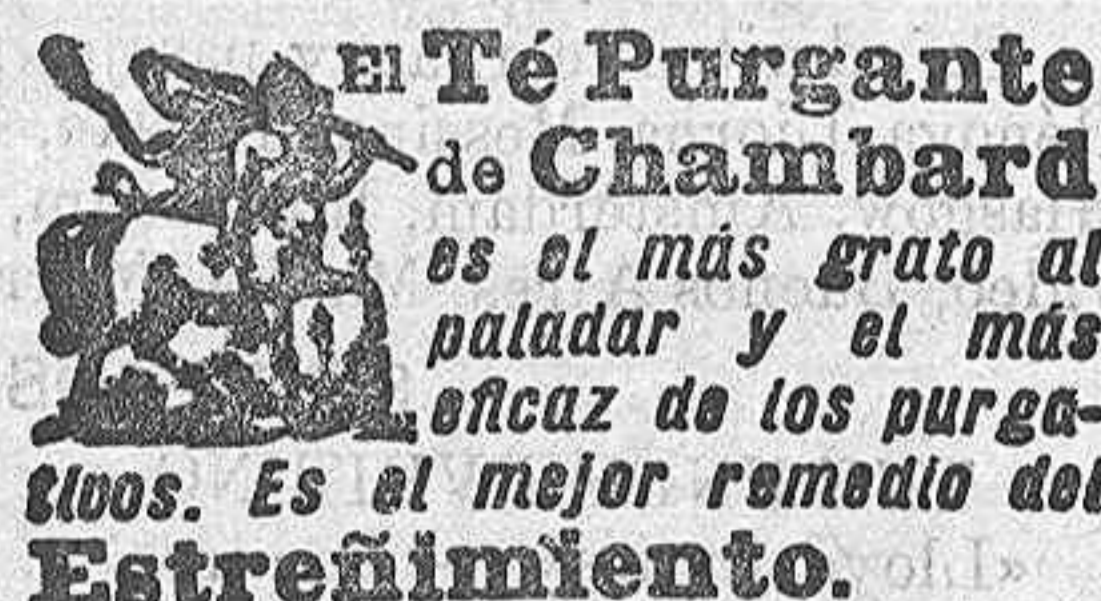 El Té Purgante
de Chambard
es el más grato al
paladar y el más
eficaz de los purga-
tivos. Es el mejor remedio del
Estreñimiento.